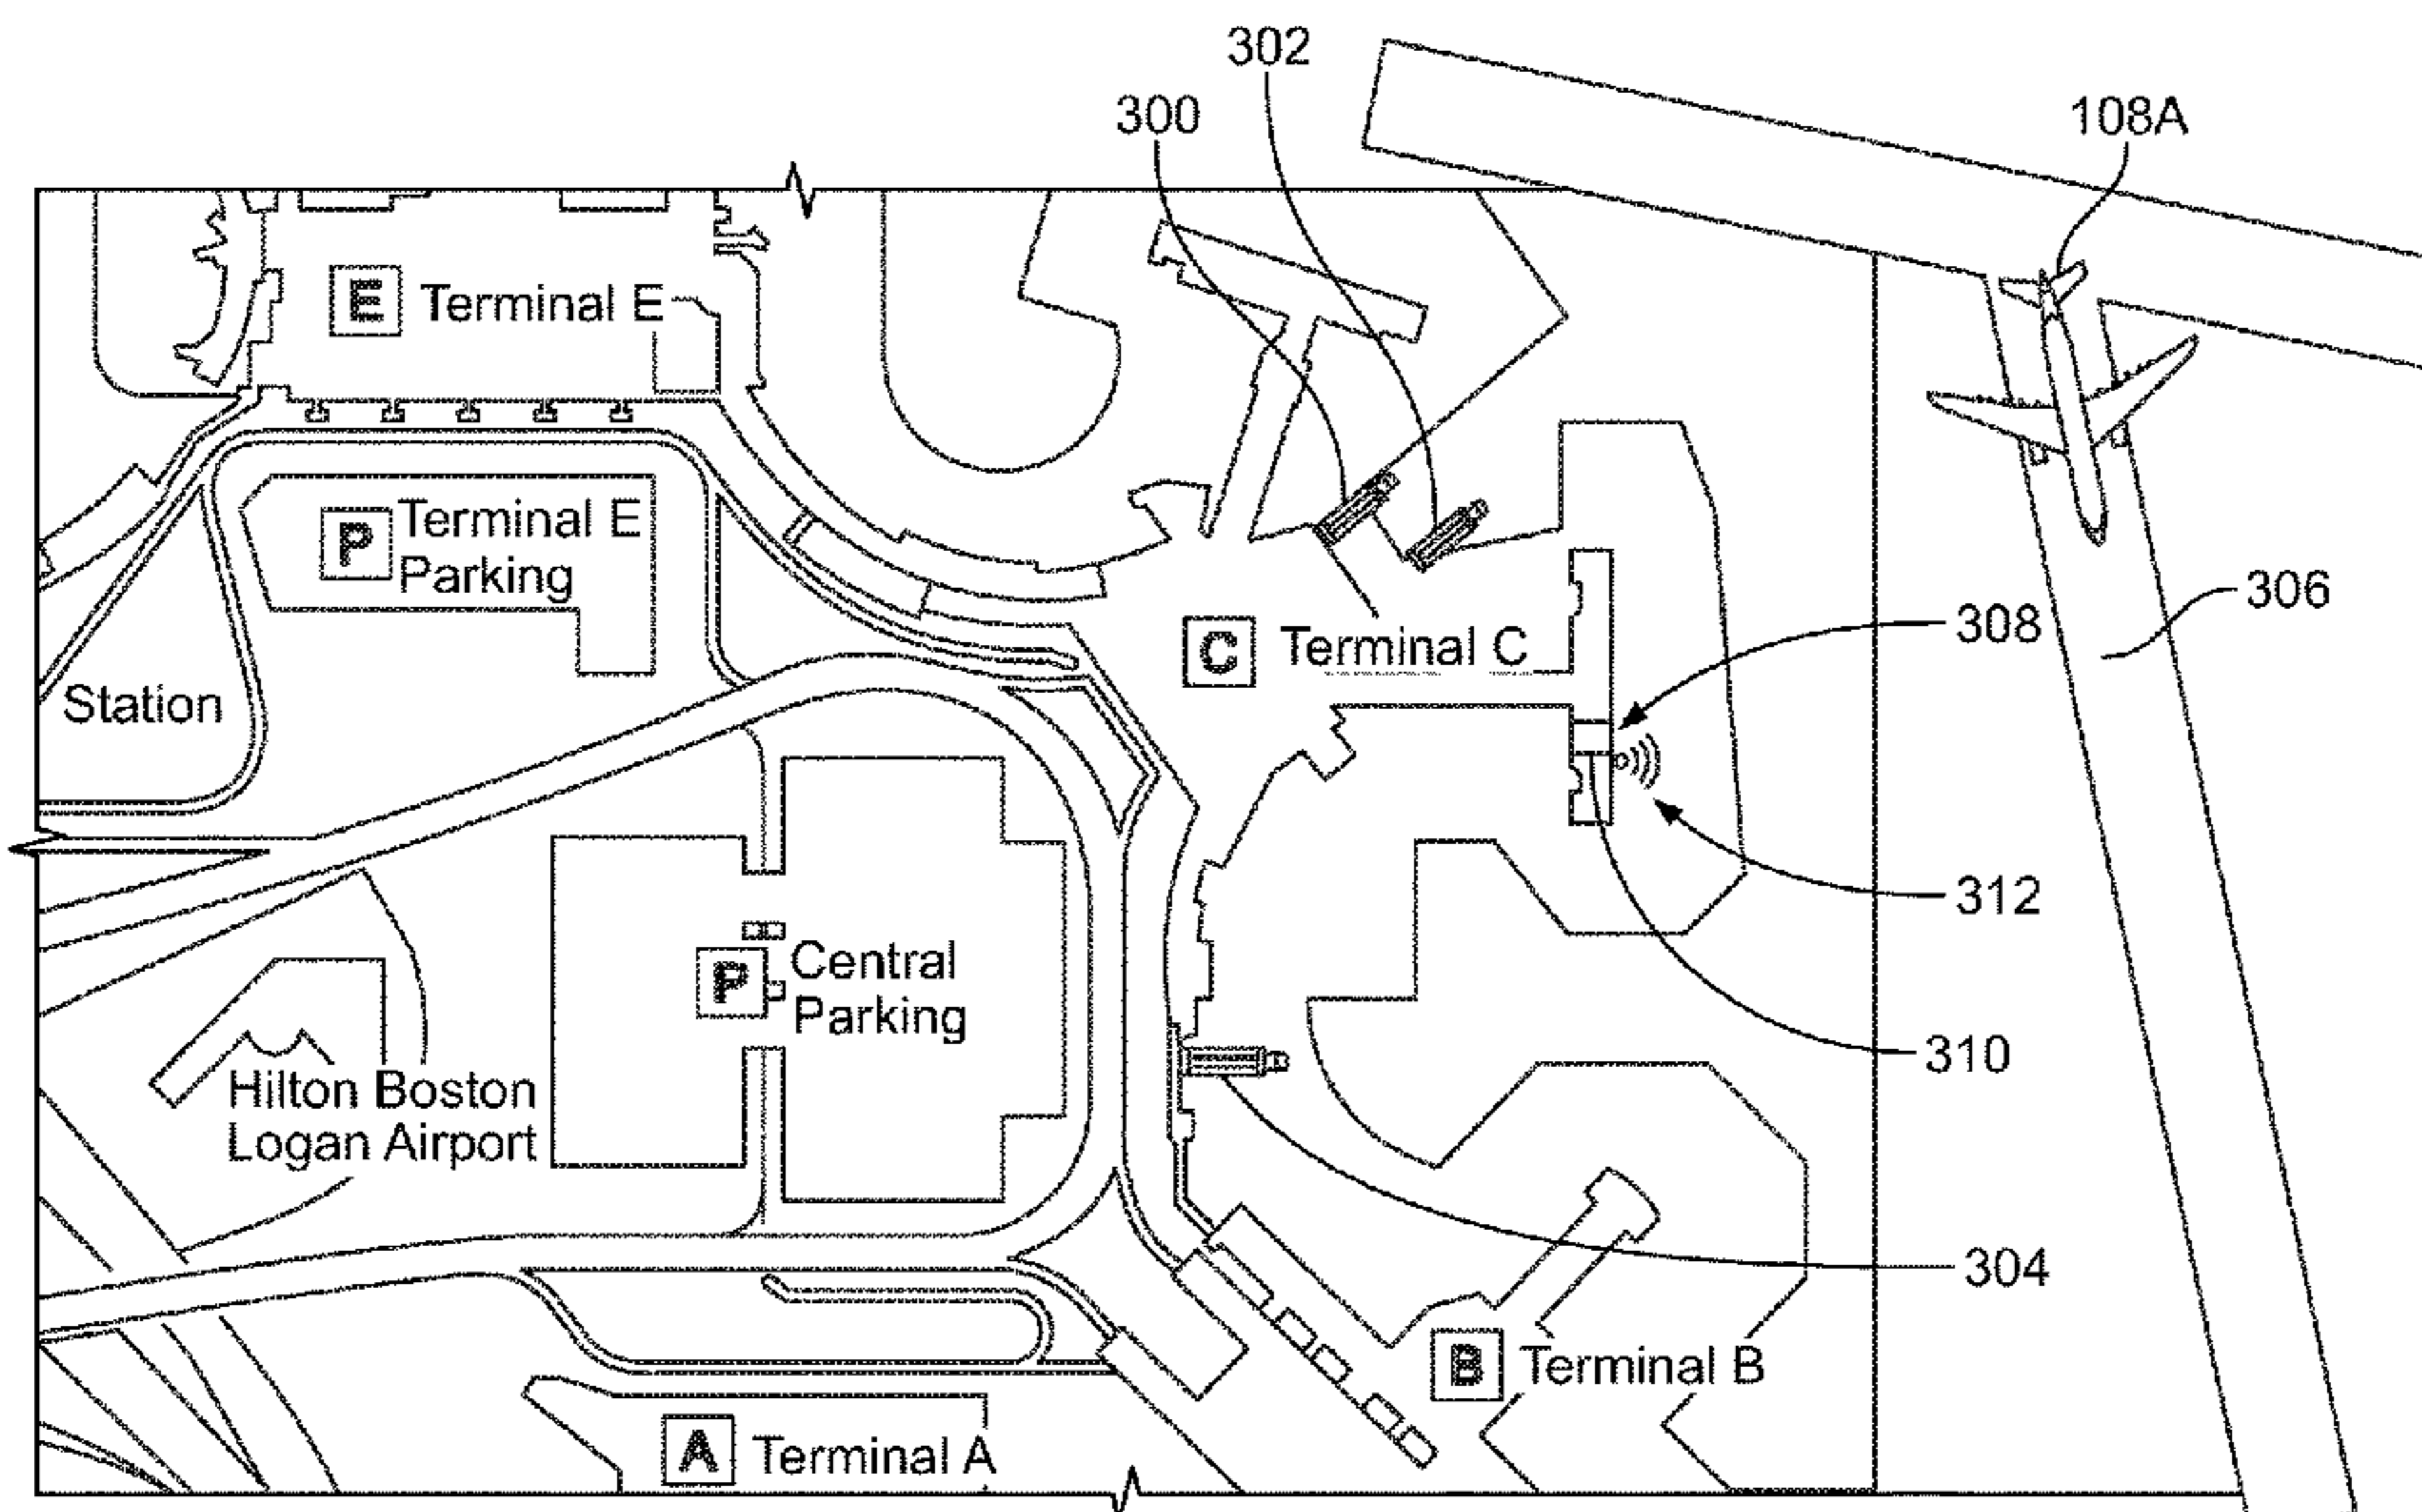 302
300
108A
E Terminal E
P Terminal E
Parking
306
308
C Terminal C
Station
312
P Central
Parking
310
Hilton Boston
Logan Airport
304
B Terminal B
A Terminal A